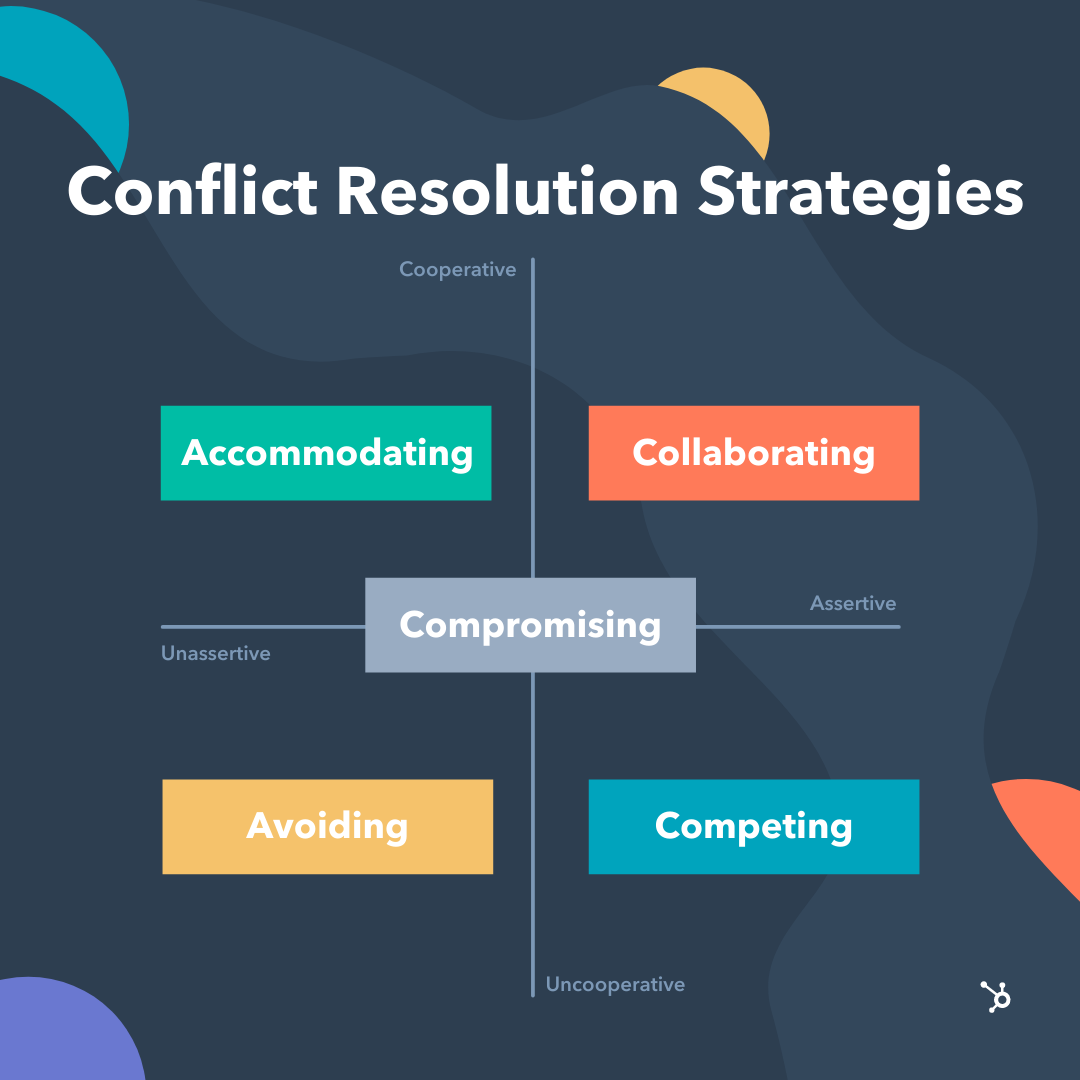 Conflict Resolution Strategies
Cooperative
Accommodating
Collaborating
Assertive
Compromising
Unassertive
Avoiding
Competing
Uncooperative